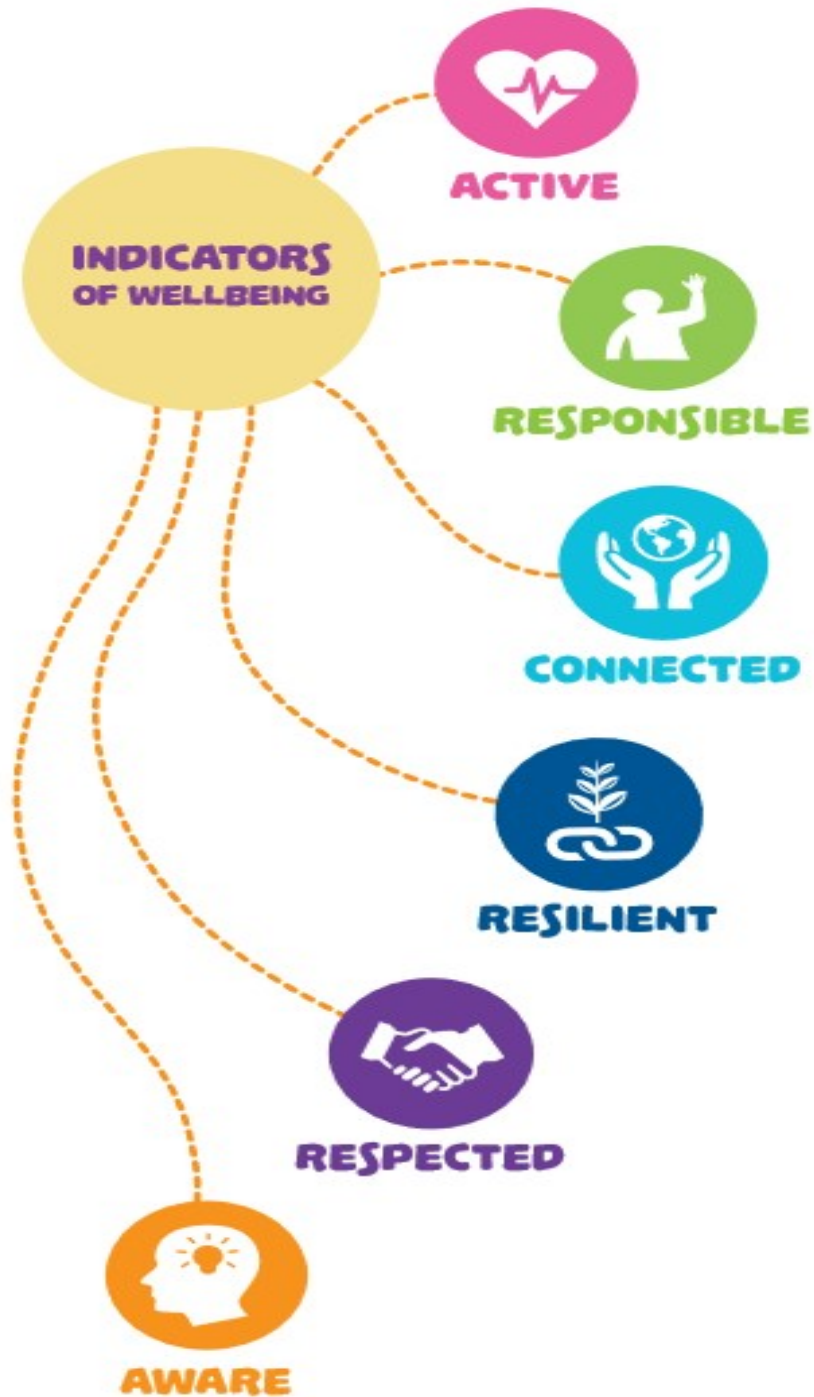 ACTIVE
INDICATORS
OF WELLBEING
RESPONSIBLE
CONNECTED
RESILIENT
RESPECTED
AWARE